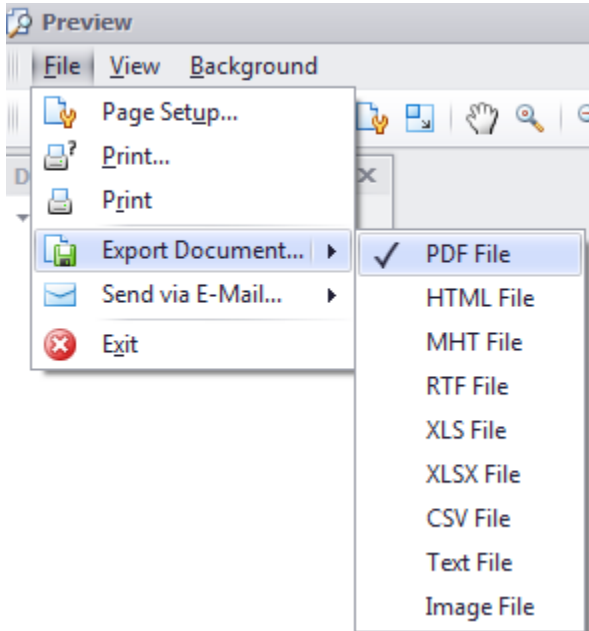 Preview
File View Background
Page Setup...
Print...
D
Print
Export Document...
Send via E-Mail...
Exit
PDF File
HTML File
MHT File
RTF File
XLS File
XLSX File
CSV File
Text File
Image File